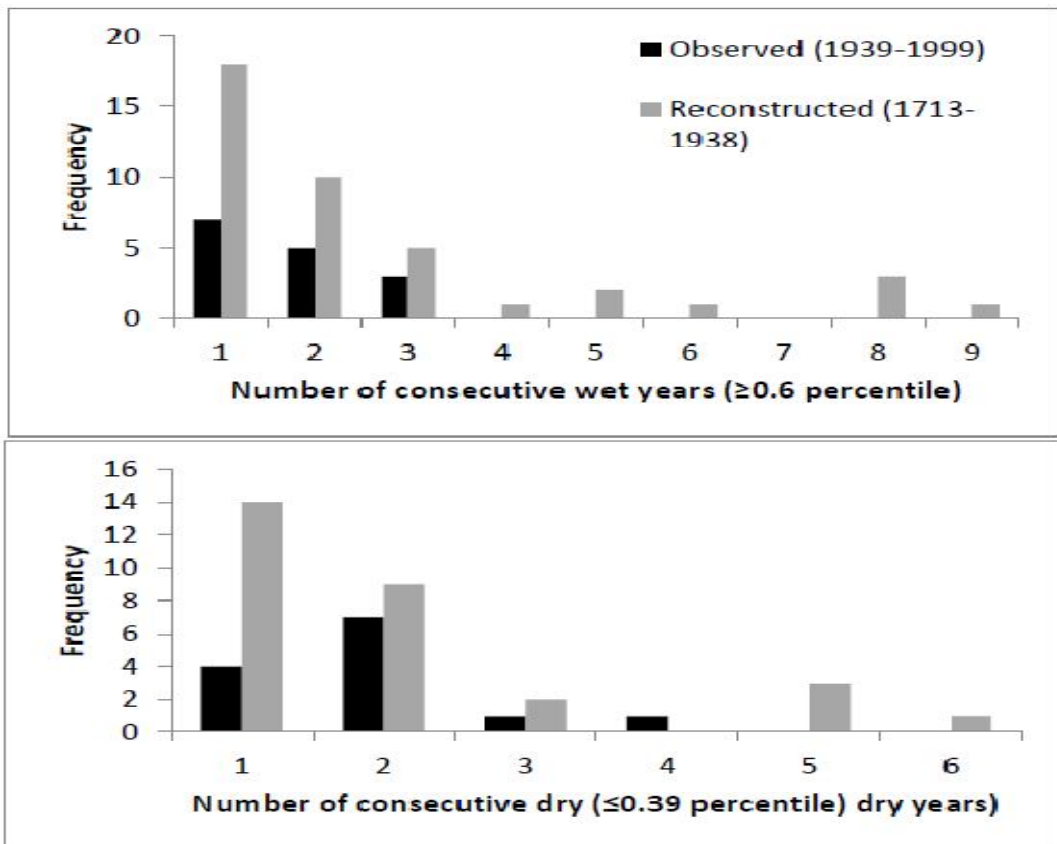 20
15
10
5
0
Frequency
Observed (1939-1999)
Reconstructed (1713-
1938)
1 2 3 4 5 6 7 8 9
Number of consecutive wet years (≥0.6 percentile)
16
14
12
10
8
6
4
2
0
Frequency
1 2 3 4 5 6
Number of consecutive dry (≤0.39 percentile) dry years)